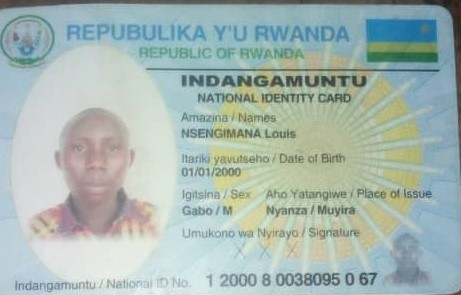 REPUBULIKA Y'U RWANDA
REPUBLIC OF RWANDA
INDANGAMUNTU
NATIONAL IDENTITY CARD
Amazina / Names
NSENGIMANA Louis
Itariki yavutseho / Date of Birth
01/01/2000
Igitsina / Sex Aho Yatangiwe / Place of Issue
Gabo / M Nyanza / Muyira
Umukono wa Nyirayo / Signature
X X X
Indangamuntu / National ID No. 1 2000 8 0038095 0 67